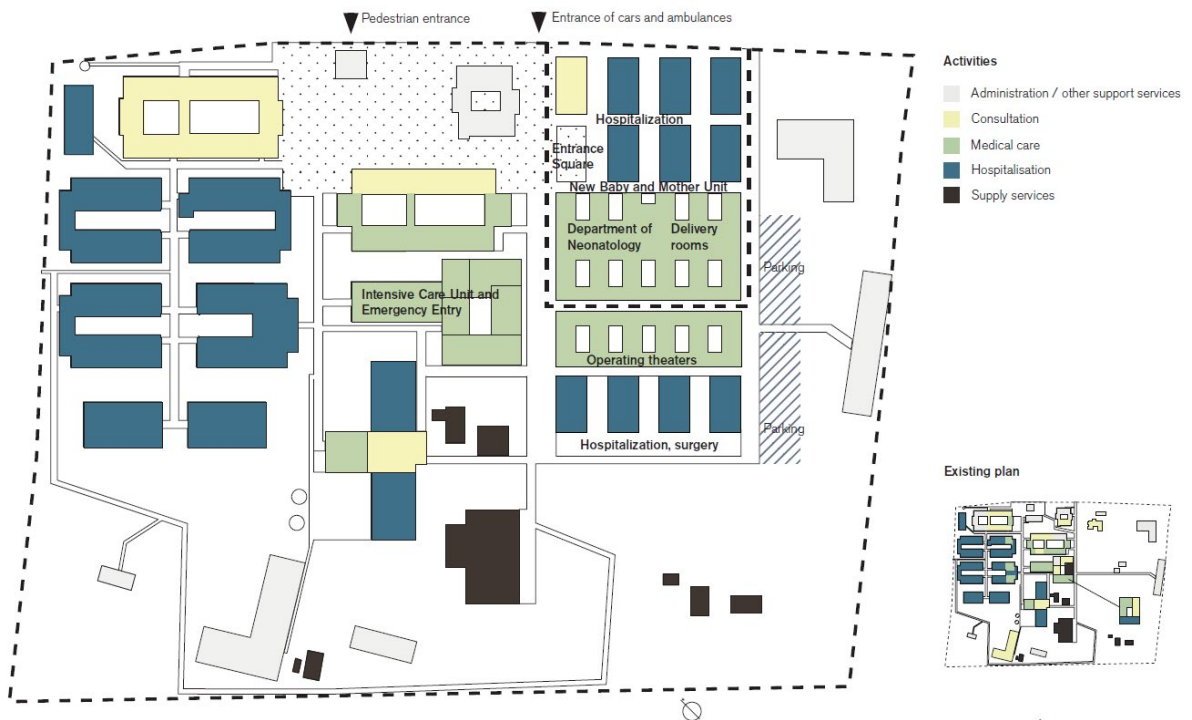 Pedestrian entrance
Entrance of cars and ambulances
Activities
Administration / other support services
Consultation
Medical care
Hospitalisation
Supply services
Hospitalization
Entrance
Square
New Baby and Mother Unit
Department of
Neonatology
Delivery
rooms
Parking
Intensive Care Unit and
Emergency Entry
Operating theaters
Parking
Hospitalization, surgery
Existing plan